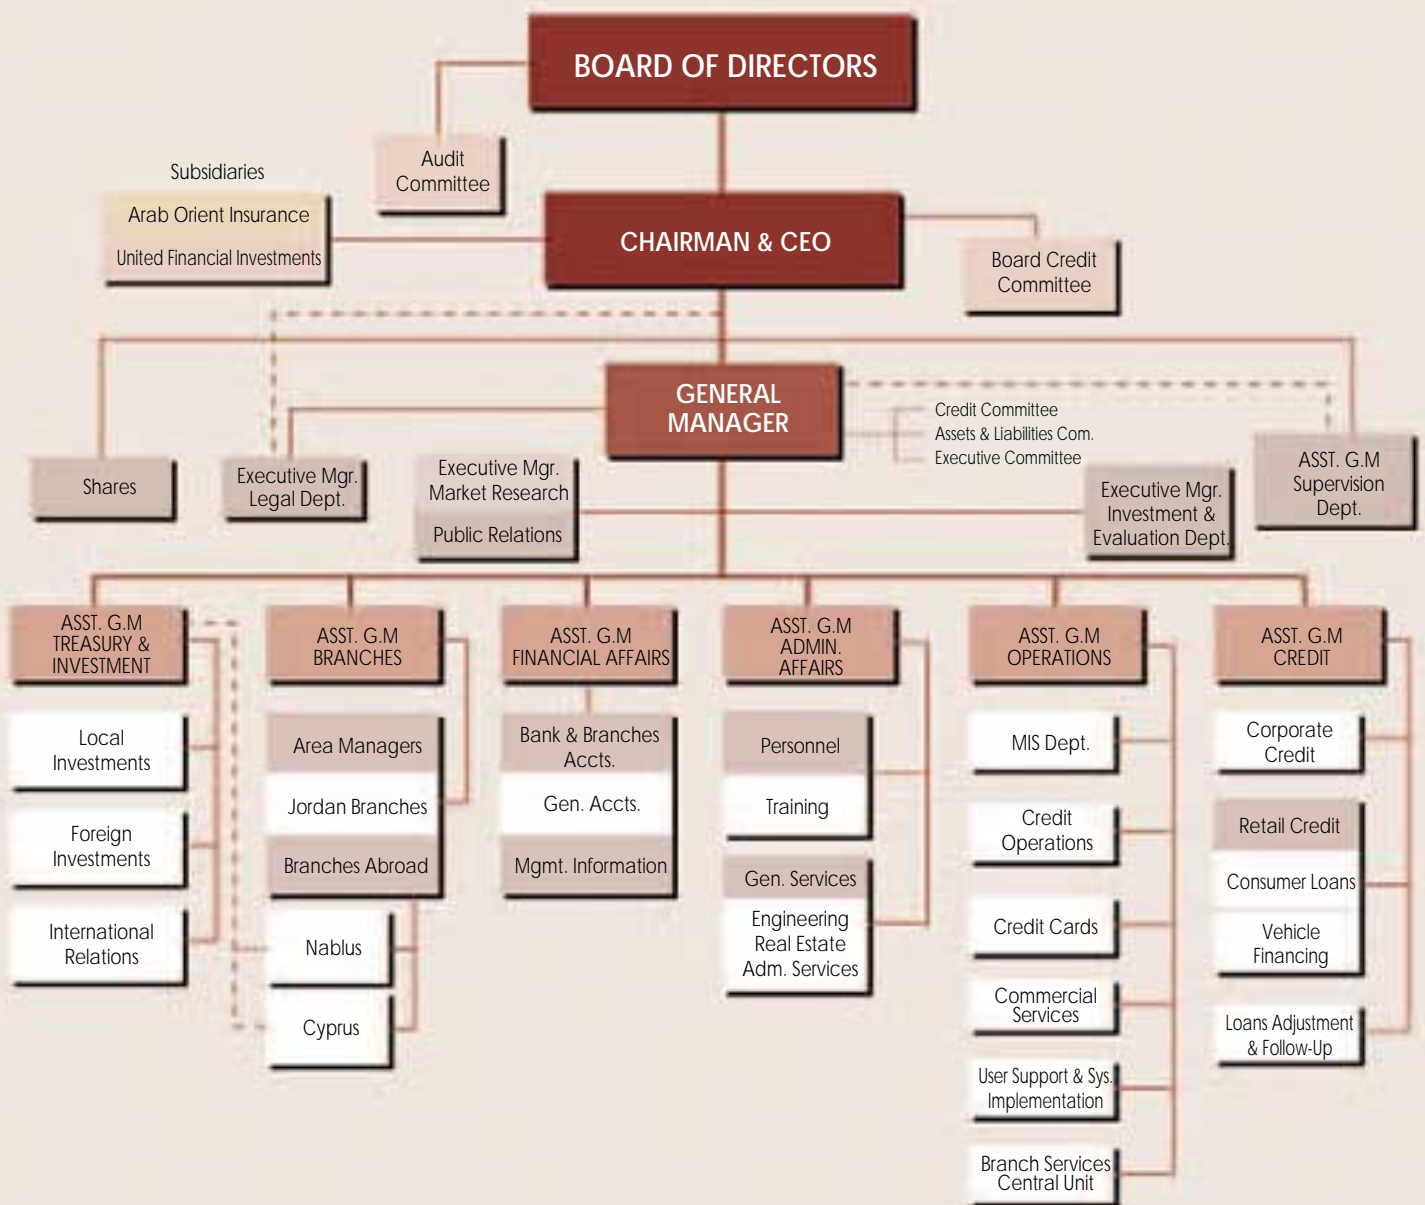 BOARD OF DIRECTORS
Audit
Committee
Subsidiaries
Arab Orient Insurance
United Financial Investments
CHAIRMAN & CEO
Board Credit
Committee
GENERAL
MANAGER
Credit Committee
Assets & Liabilities Com.
Executive Committee
Shares
Executive Mgr.
Legal Dept.
Executive Mgr.
Market Research
Public Relations
Executive Mgr.
Investment &
Evaluation Dept.
ASST. G.M
Supervision
Dept.
ASST. G.M
TREASURY &
INVESTMENT
Local
Investments
Foreign
Investments
International
Relations
ASST. G.M
BRANCHES
Area Managers
Jordan Branches
Branches Abroad
Nablus
Cyprus
ASST. G.M
FINANCIAL AFFAIRS
Bank & Branches
Accts.
Gen. Accts.
Mgmt. Information
ASST. G.M
ADMIN.
AFFAIRS
Personnel
Training
Gen. Services
Engineering
Real Estate
Adm. Services
ASST. G.M
OPERATIONS
MIS Dept.
Credit
Operations
Credit Cards
Commercial
Services
User Support & Sys.
Implementation
Branch Services
Central Unit
ASST. G.M
CREDIT
Corporate
Credit
Retail Credit
Consumer Loans
Vehicle
Financing
Loans Adjustment
& Follow-Up